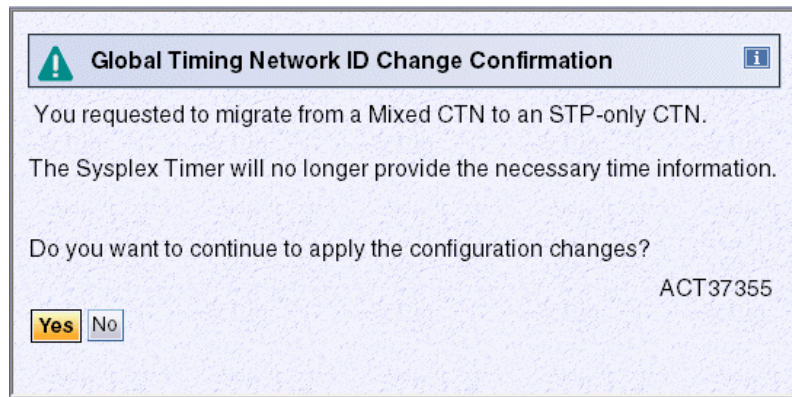 Global Timing Network ID Change Confirmation
i
You requested to migrate from a Mixed CTN to an STP-only CTN.
The Sysplex Timer will no longer provide the necessary time information.
Do you want to continue to apply the configuration changes?
ACT37355
Yes No